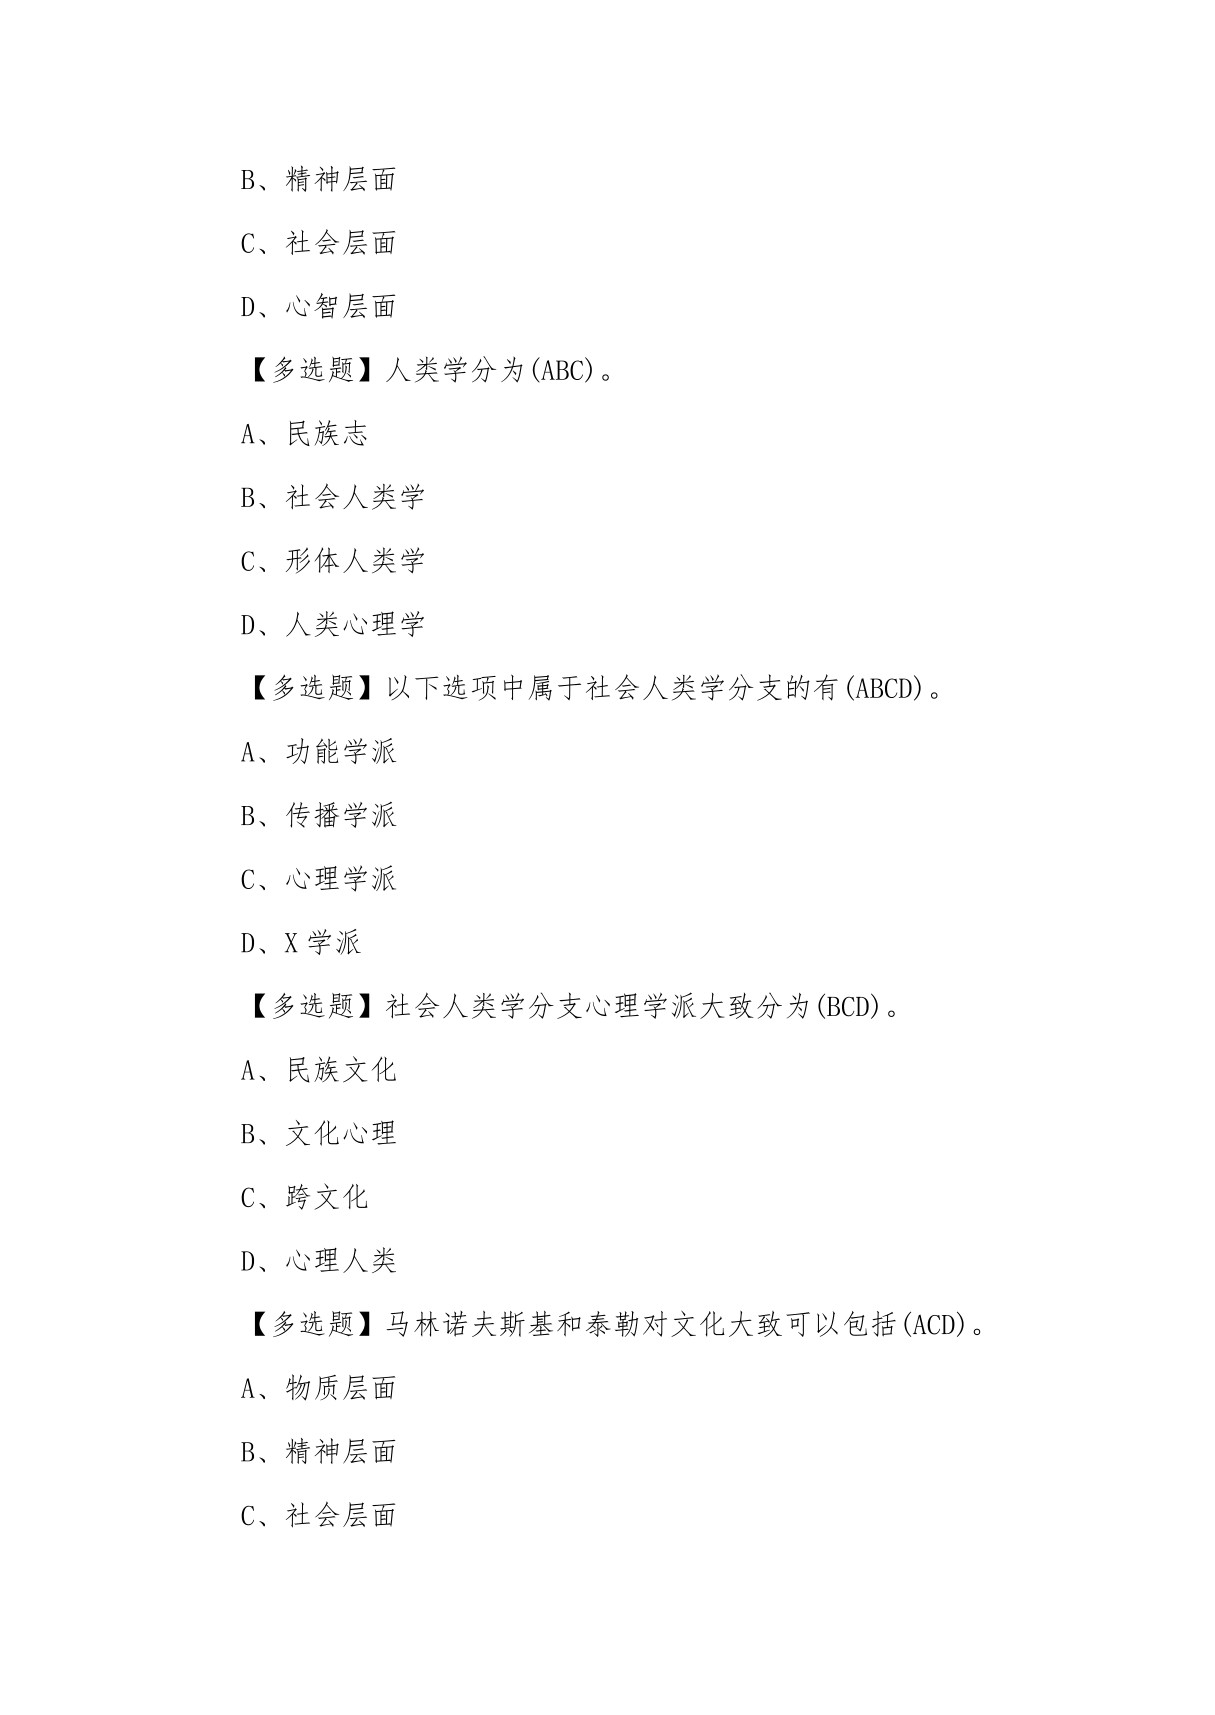 B、精神层面
C、社会层面
D、心智层面
【多选题】人类学分为(ABC)。
A、民族志
B、社会人类学
C、形体人类学
D、人类心理学
【多选题】以下选项中属于社会人类学分支的有(ABCD)。
A、功能学派
B、传播学派
C、心理学派
D、X 学派
【多选题】社会人类学分支心理学派大致分为(BCD)。
A、民族文化
B、文化心理
C、跨文化
D、心理人类
【多选题】马林诺夫斯基和泰勒对文化大致可以包括(ACD)。
A、物质层面
B、精神层面
C、社会层面